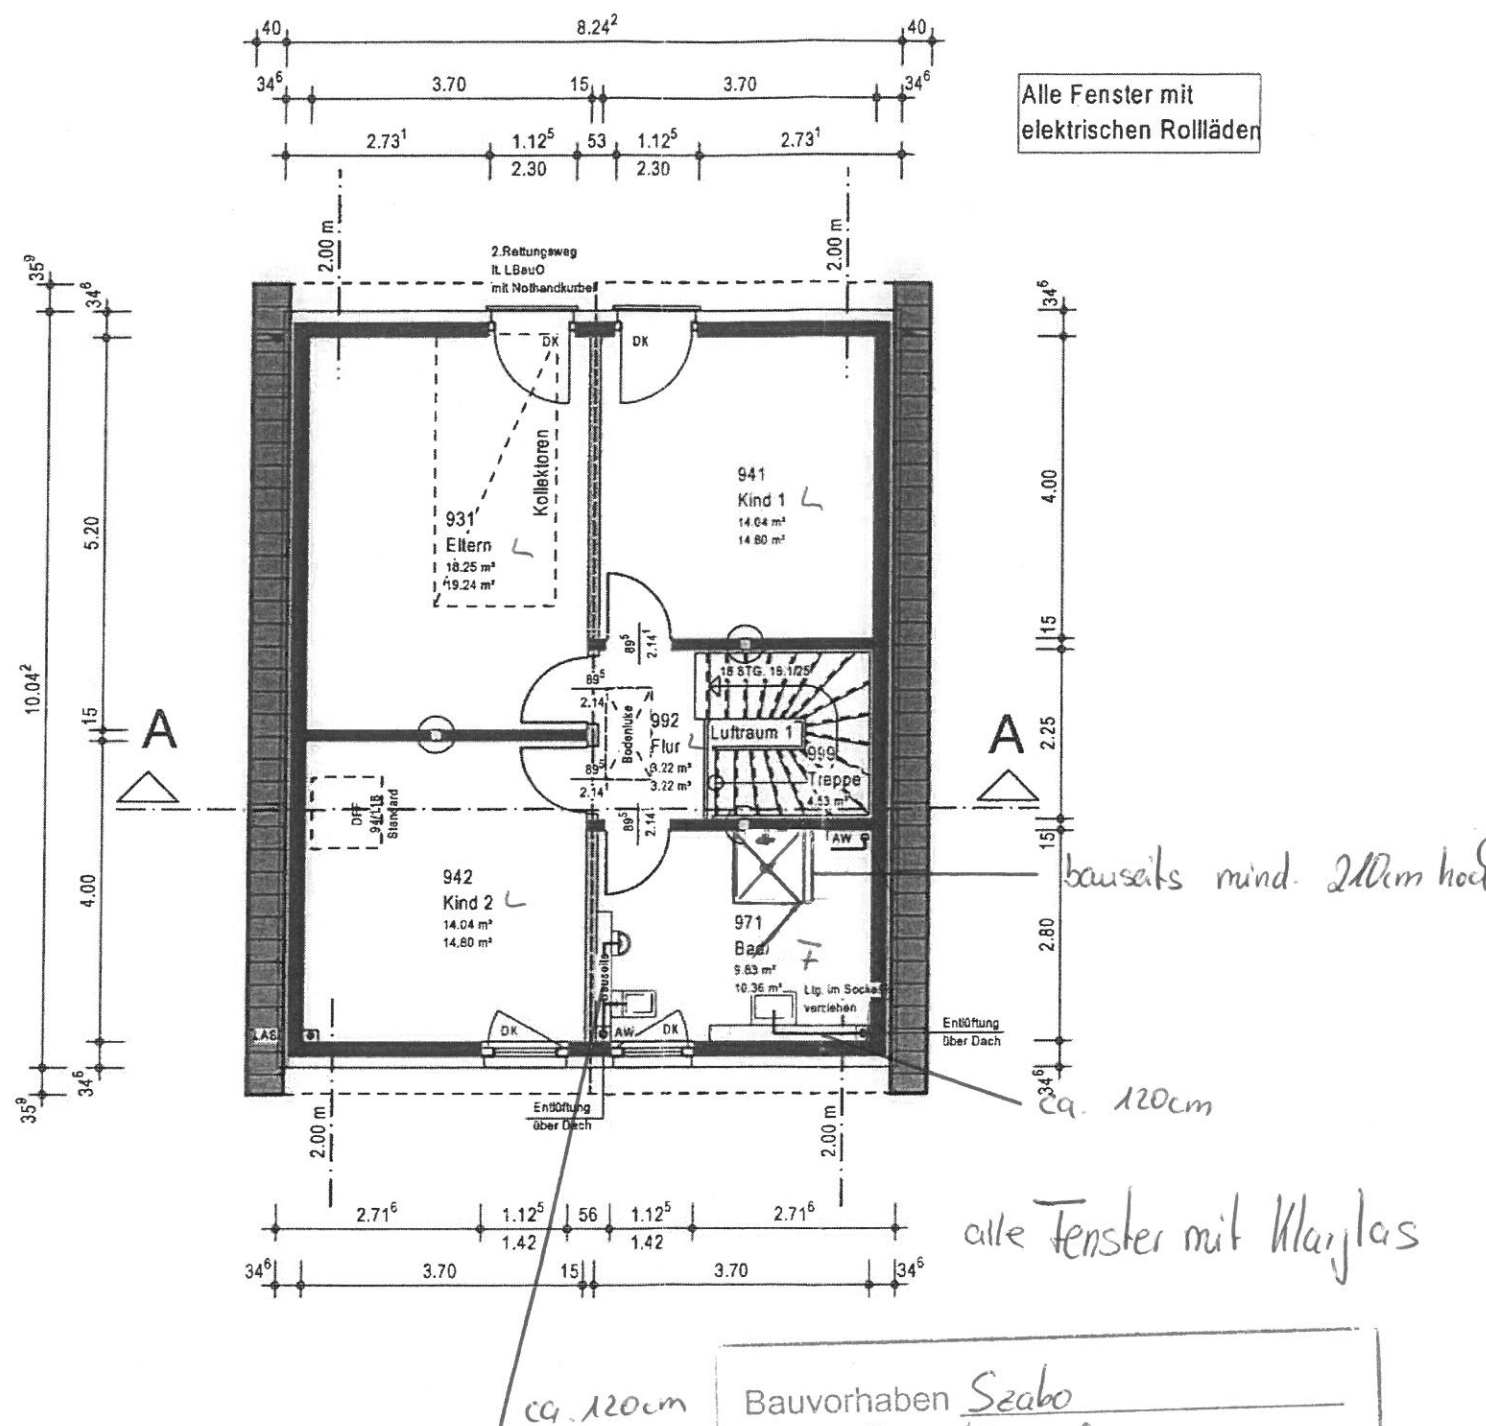 40 8.24² 40
34⁶ 3.70 15 3.70 34⁶
2.73¹ 1.12⁵ 53 1.12⁵ 2.73¹
2.30 2.30
Alle Fenster mit
elektrischen Rollläden
2.00 m 2.00 m
2.Rettungsweg
lt. LBauO
mit Nothandkurbel
35⁹ 34⁶ 34⁶
DK DK
Kollektoren
931
Eltern
18.25 m²
19.24 m²
941
Kind 1
14.04 m²
14.80 m²
5.20 4.00
10.04²
15 15
89⁵ 2.14¹
89⁵
2.14¹
18 STG. 18.1/25
Bodenluke
992
Flur
3.22 m²
3.22 m²
Luftraum 1
999
Treppe
4.53 m²
A A
2.25
89⁵
2.14¹
89⁵ 2.14¹
DFF
94/118
Standard
AW
15
bauseits mind. 210cm hoch
4.00 2.80
942
Kind 2
14.04 m²
14.80 m²
971
Bad
9.83 m²
10.36 m²
F
bauseits
Ltg. im Sockel
verziehen
LAS DK AW DK
Entlüftung
über Dach
34⁶ 35⁹ 34⁶
ca. 120cm
Entlüftung
über Dach
2.00 m 2.00 m
2.71⁶ 1.12⁵ 56 1.12⁵ 2.71⁶
1.42 1.42
alle Fenster mit Klarglas
34⁶ 3.70 15 3.70 34⁶
ca. 120cm
Bauvorhaben Szabo